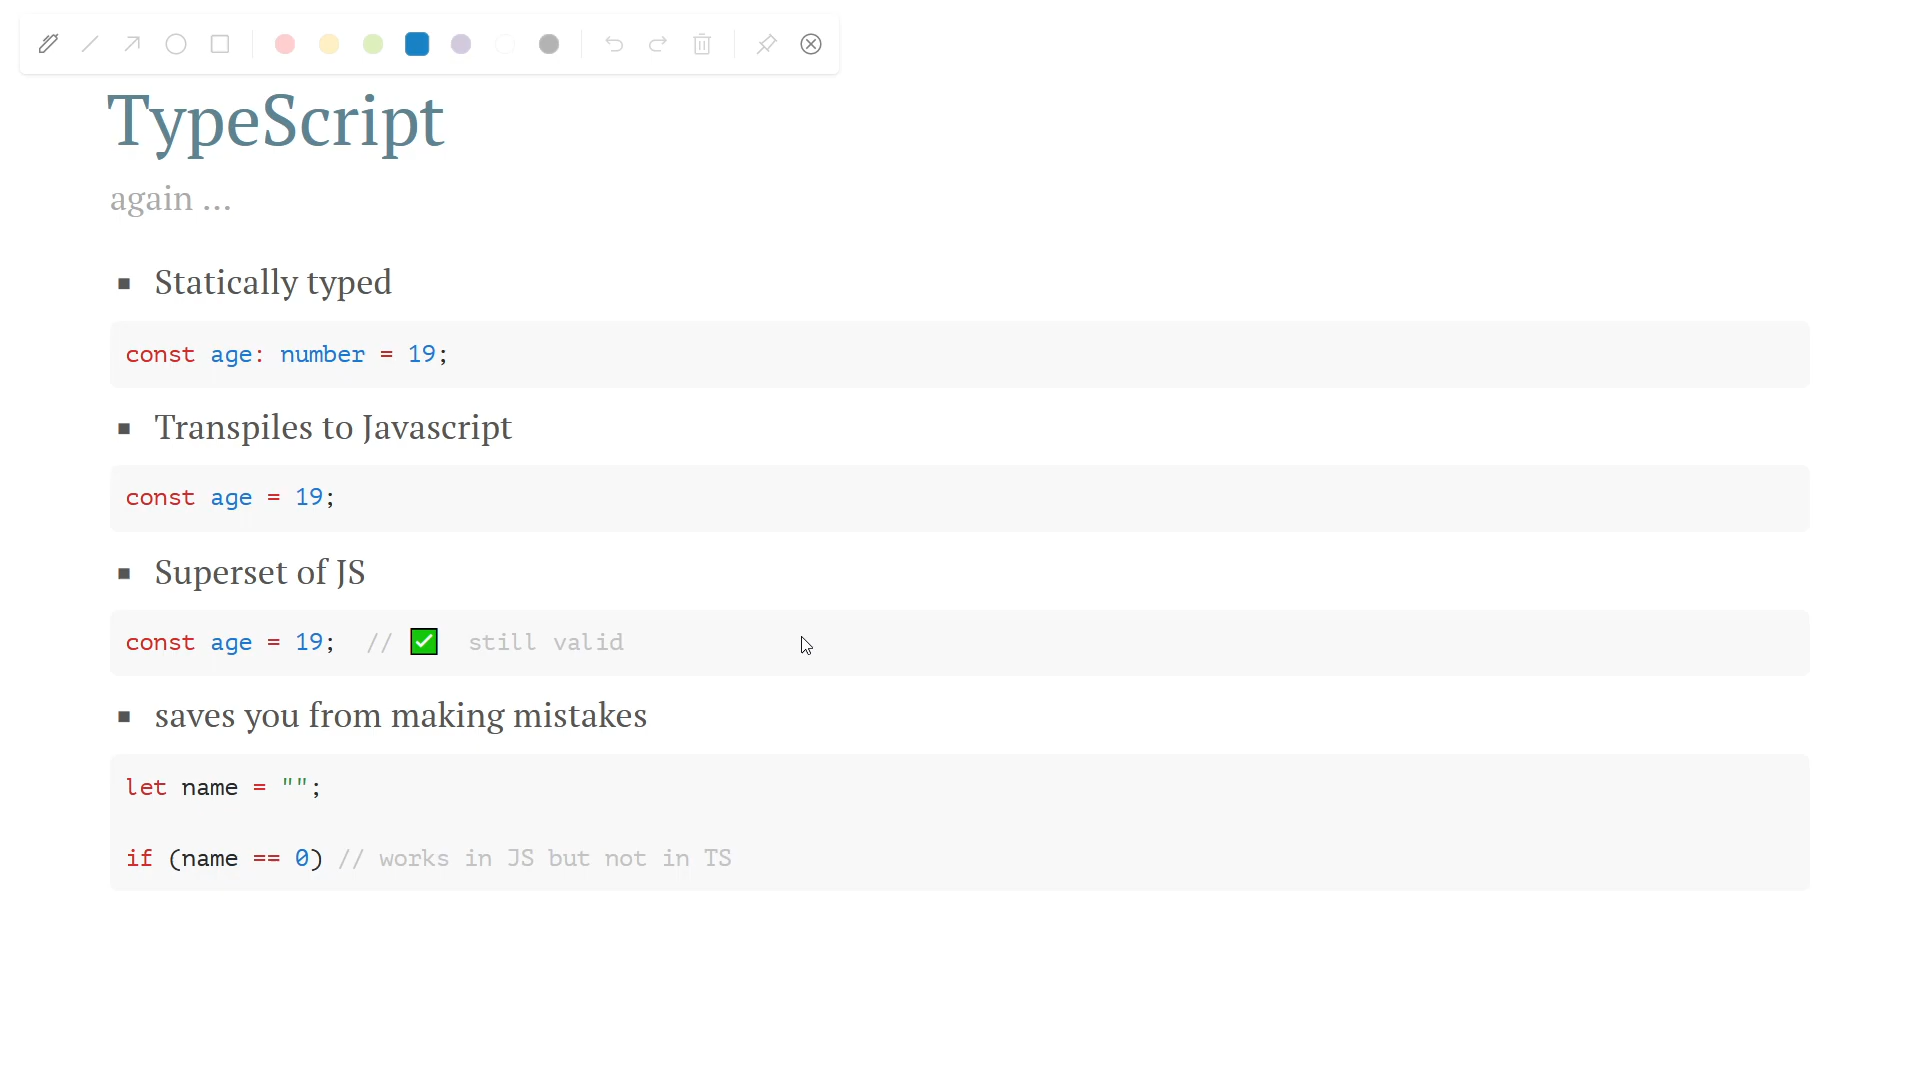 TypeScript
again ...
▪ Statically typed
const age: number = 19;
▪ Transpiles to Javascript
const age = 19;
▪ Superset of JS
const age = 19;  // ✅  still valid
▪ saves you from making mistakes
let name = "";
if (name == 0) // works in JS but not in TS